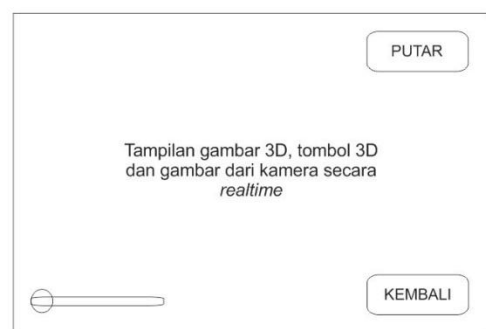 PUTAR
Tampilan gambar 3D, tombol 3D
dan gambar dari kamera secara
realtime
KEMBALI